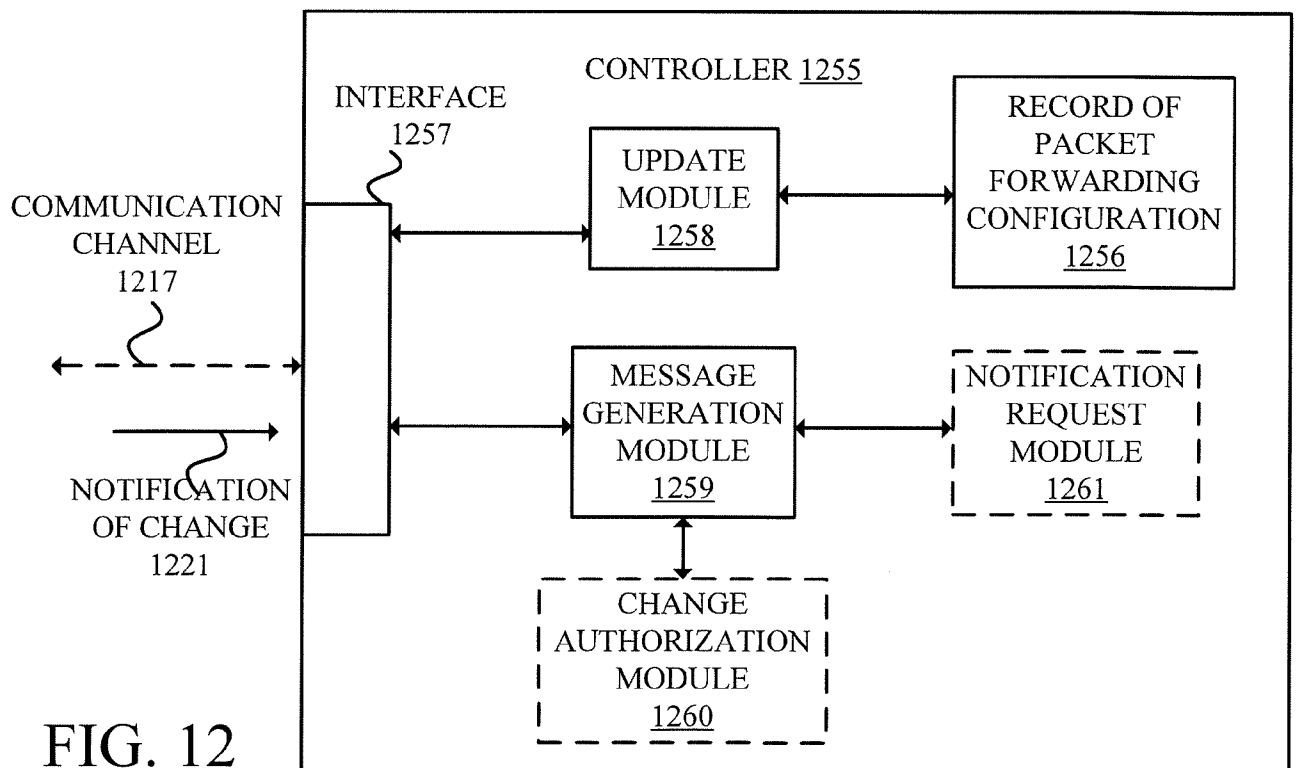 CONTROLLER 1255
INTERFACE
1257
COMMUNICATION
CHANNEL
1217
NOTIFICATION
OF CHANGE
1221
UPDATE
MODULE
1258
RECORD OF
PACKET
FORWARDING
CONFIGURATION
1256
MESSAGE
GENERATION
MODULE
1259
NOTIFICATION
REQUEST
MODULE
1261
CHANGE
AUTHORIZATION
MODULE
1260
FIG. 12